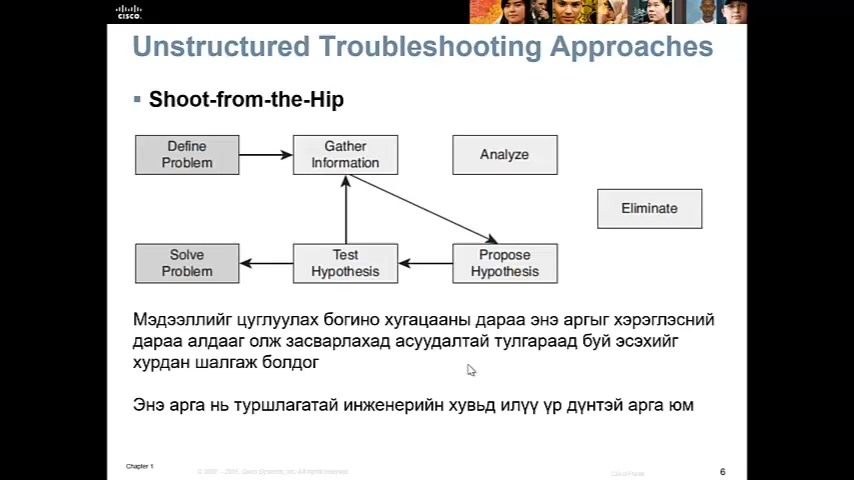 CISCO
Unstructured Troubleshooting Approaches
Shoot-from-the-Hip
Define
Problem
Gather
Information
Analyze
Eliminate
Solve
Problem
Test
Hypothesis
Propose
Hypothesis
Мэдээллийг цуглуулах богино хугацааны дараа энэ аргыг хэрэглэсний
дараа алдааг олж засварлахад асуудалтай тулгараад буй эсэхийг
хурдан шалгаж болдог
Энэ арга нь туршлагатай инженерийн хувьд илүү үр дүнтэй арга юм
Chapter 1
6